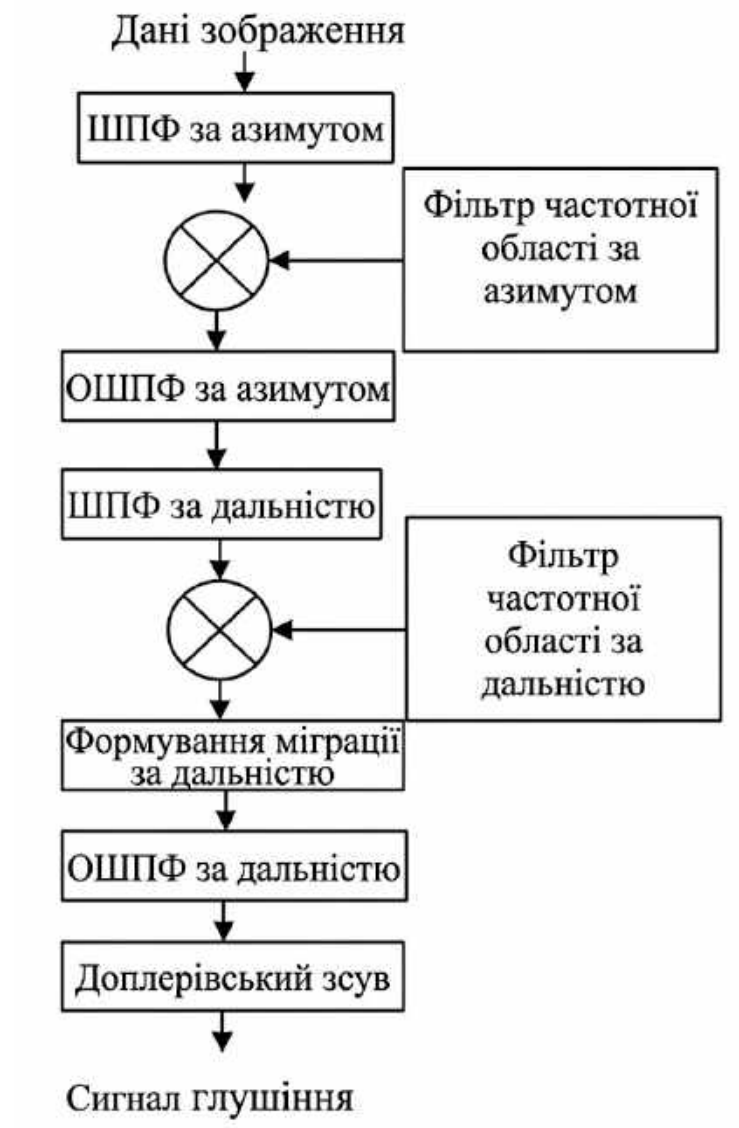 Дані зображення
ШПФ за азимутом
Фільтр частотної
області за
азимутом
ОШПФ за азимутом
ШПФ за дальністю
Фільтр
частотної
області за
дальністю
Формування міграції
за дальністю
ОШПФ за дальністю
Доплерівський зсув
Сигнал глушіння